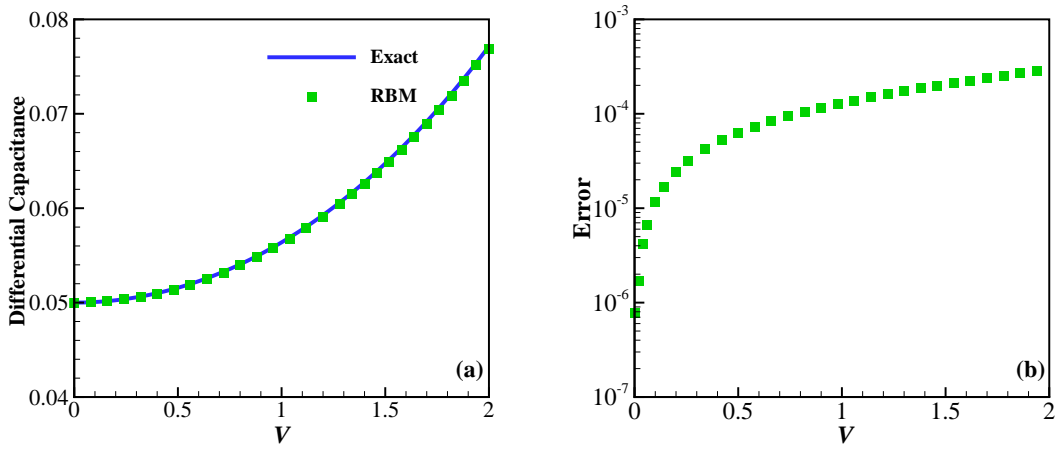 Differential Capacitance
0.08
0.07
0.06
0.05
0.04
Exact
RBM
(a)
0 0.5 1 1.5 2
V
Error
10^-3
10^-4
10^-5
10^-6
10^-7
(b)
0 0.5 1 1.5 2
V